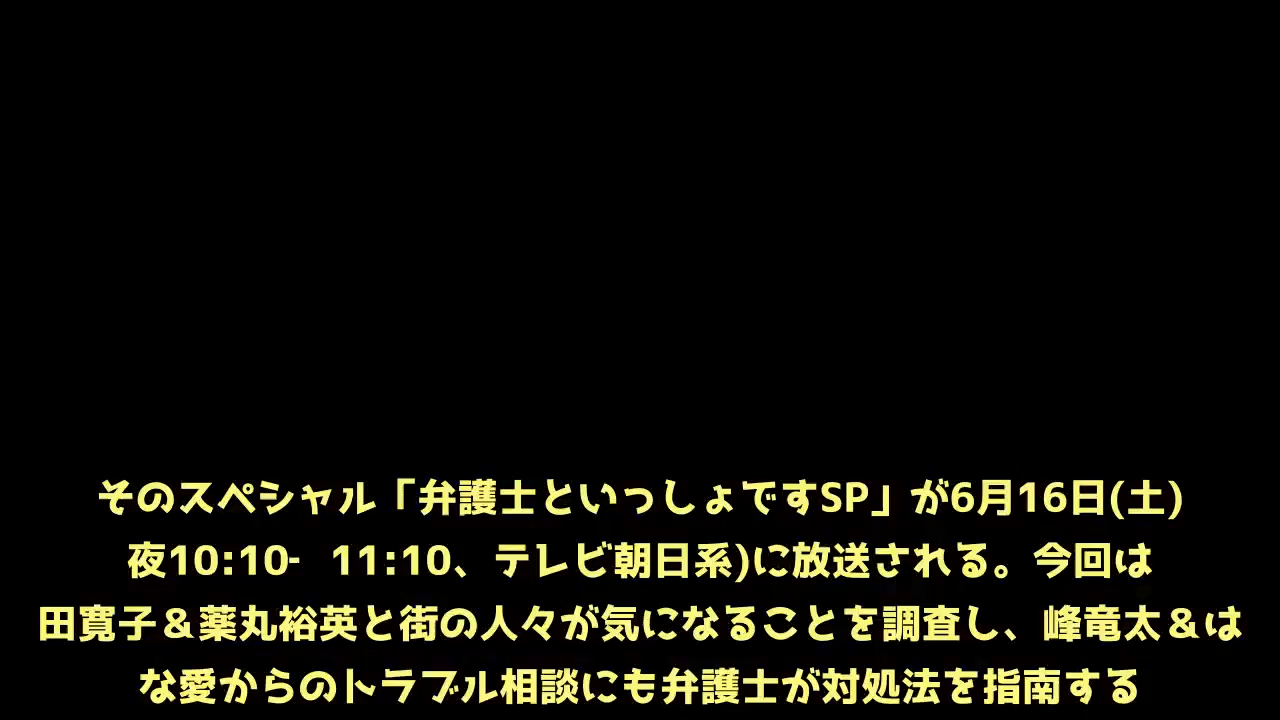 そのスペシャル「弁護士といっしょですSP」が6月16日(土)
夜10:10-  11:10、テレビ朝日系)に放送される。今回は
田寛子＆薬丸裕英と街の人々が気になることを調査し、峰竜太＆は
な愛からのトラブル相談にも弁護士が対処法を指南する